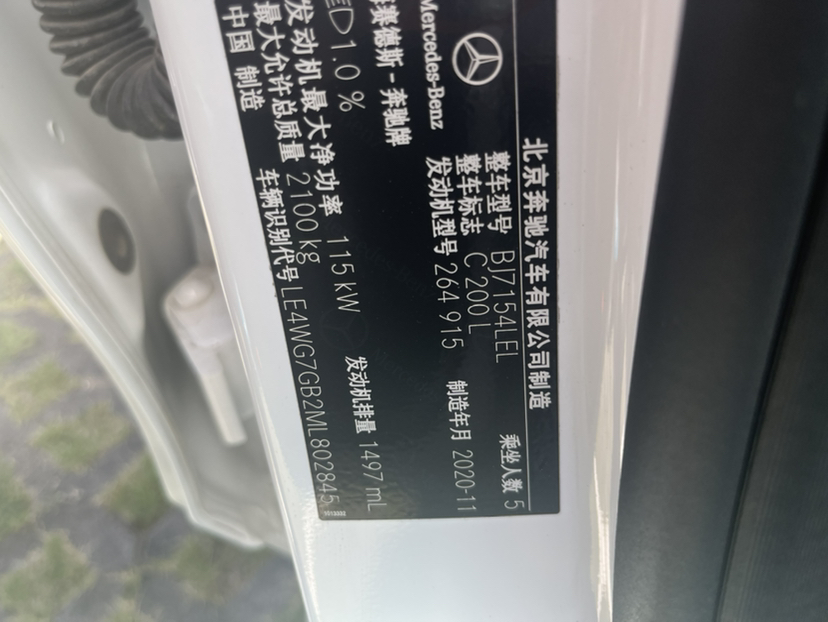 北京奔驰汽车有限公司制造
整车型号 BJ7154LEL 乘坐人数 5
整车标志 C 200 L
发动机型号 264 915 制造年月 2020-11
Mercedes-Benz
赛德斯-奔驰牌
1.0 %
发动机最大净功率 115 kW 发动机排量 1497 mL
最大允许总质量 2100 kg
中国 制造 车辆识别代号 LE4WG7GB2ML802845